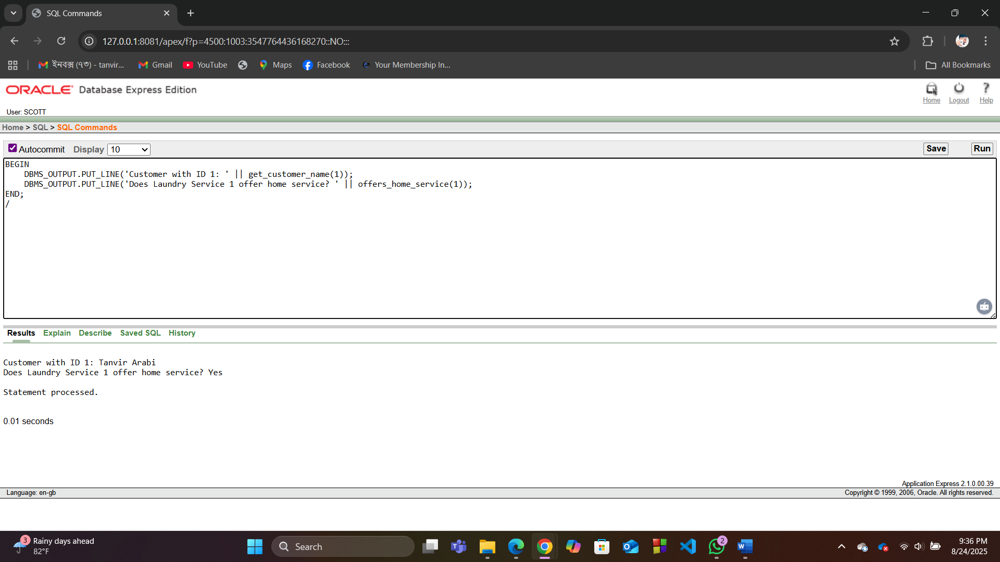 SQL Commands
127.0.0.1:8081/apex/f?p=4500:1003:3547764436168270::NO:::
ইনবক্স (৭৩) - tanvir... Gmail YouTube Maps Facebook Your Membership In... All Bookmarks
ORACLE Database Express Edition
Home Logout Help
User: SCOTT
Home > SQL > SQL Commands
Autocommit Display 10 Save Run
BEGIN
    DBMS_OUTPUT.PUT_LINE('Customer with ID 1: ' || get_customer_name(1));
    DBMS_OUTPUT.PUT_LINE('Does Laundry Service 1 offer home service? ' || offers_home_service(1));
END;
/
Results Explain Describe Saved SQL History
Customer with ID 1: Tanvir Arabi
Does Laundry Service 1 offer home service? Yes
Statement processed.
0.01 seconds
Application Express 2.1.0.00.39
Language: en-gb Copyright © 1999, 2006, Oracle. All rights reserved.
3 Rainy days ahead
82°F
Search
2
9:36 PM
8/24/2025